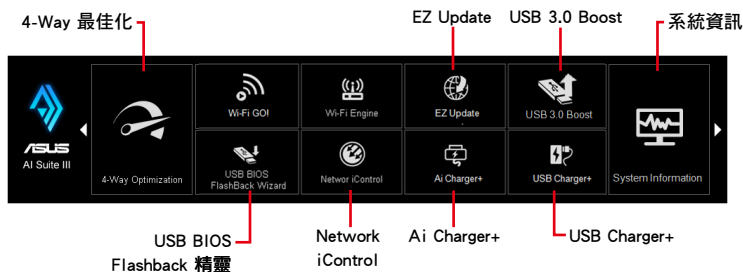 4-Way 最佳化
EZ Update
USB 3.0 Boost
系統資訊
ASUS
AI Suite III
4-Way Optimization
Wi-Fi GO!
Wi-Fi Engine
EZ Update
USB 3.0 Boost
System Information
USB BIOS
FlashBack Wizard
Networ iControl
Ai Charger+
USB Charger+
USB BIOS
Flashback 精靈
Network
iControl
Ai Charger+
USB Charger+